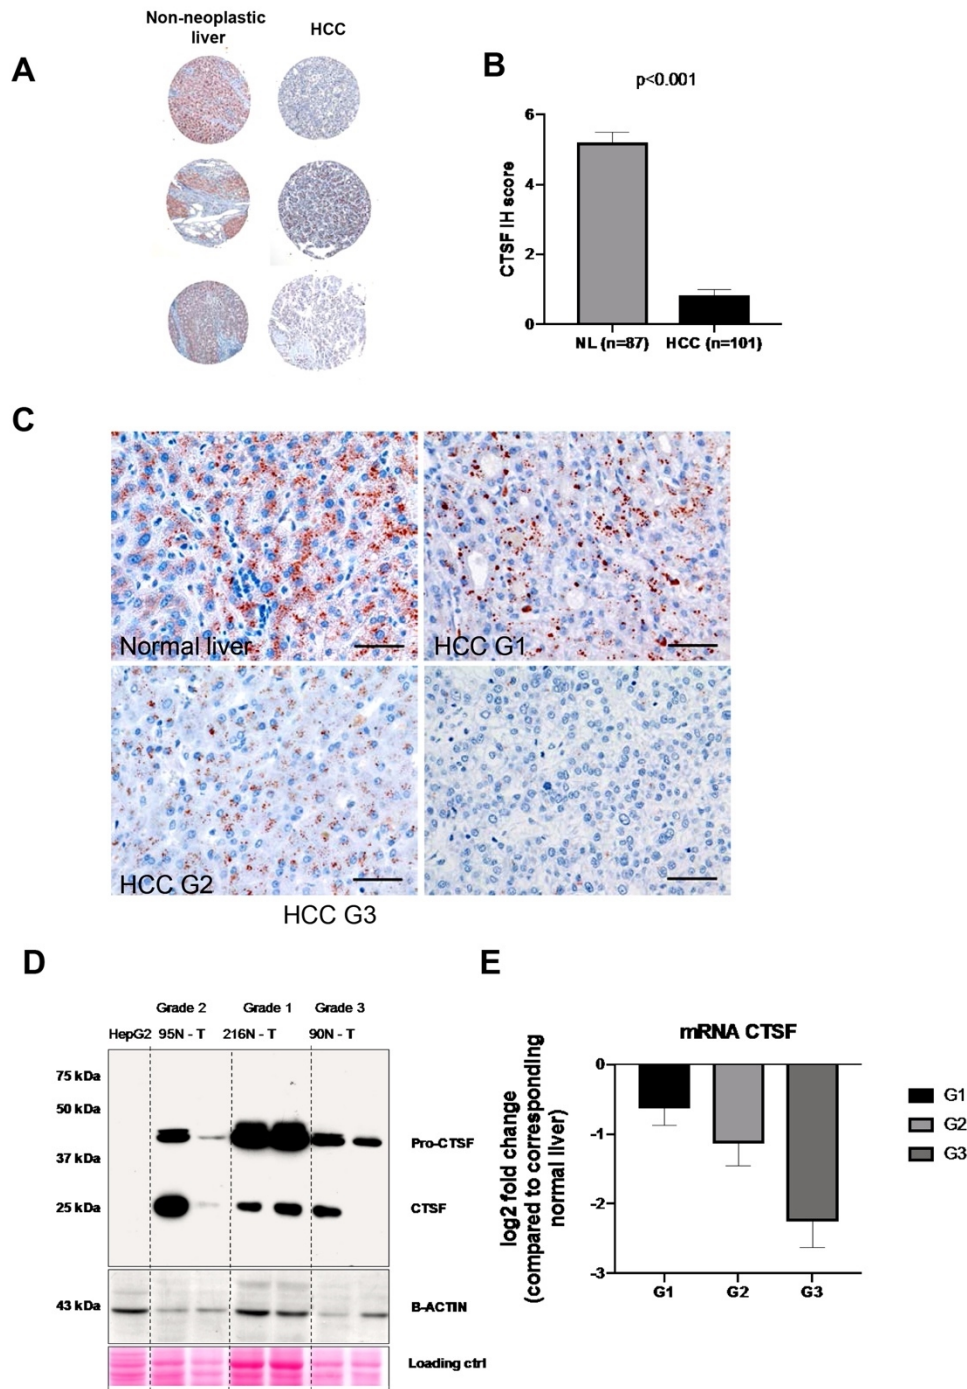 Non-neoplastic
liver
HCC
A
B
p<0.001
6
4
2
0
CTSF IH score
NL (n=87) HCC (n=101)
C
Normal liver
HCC G1
HCC G2
HCC G3
D
Grade 2 Grade 1 Grade 3
HepG2 95N - T 216N - T 90N - T
75 kDa
50 kDa
37 kDa
25 kDa
Pro-CTSF
CTSF
43 kDa
B-ACTIN
Loading ctrl
E
mRNA CTSF
0
-1
-2
-3
log2 fold change
(compared to corresponding
normal liver)
G1 G2 G3
G1
G2
G3